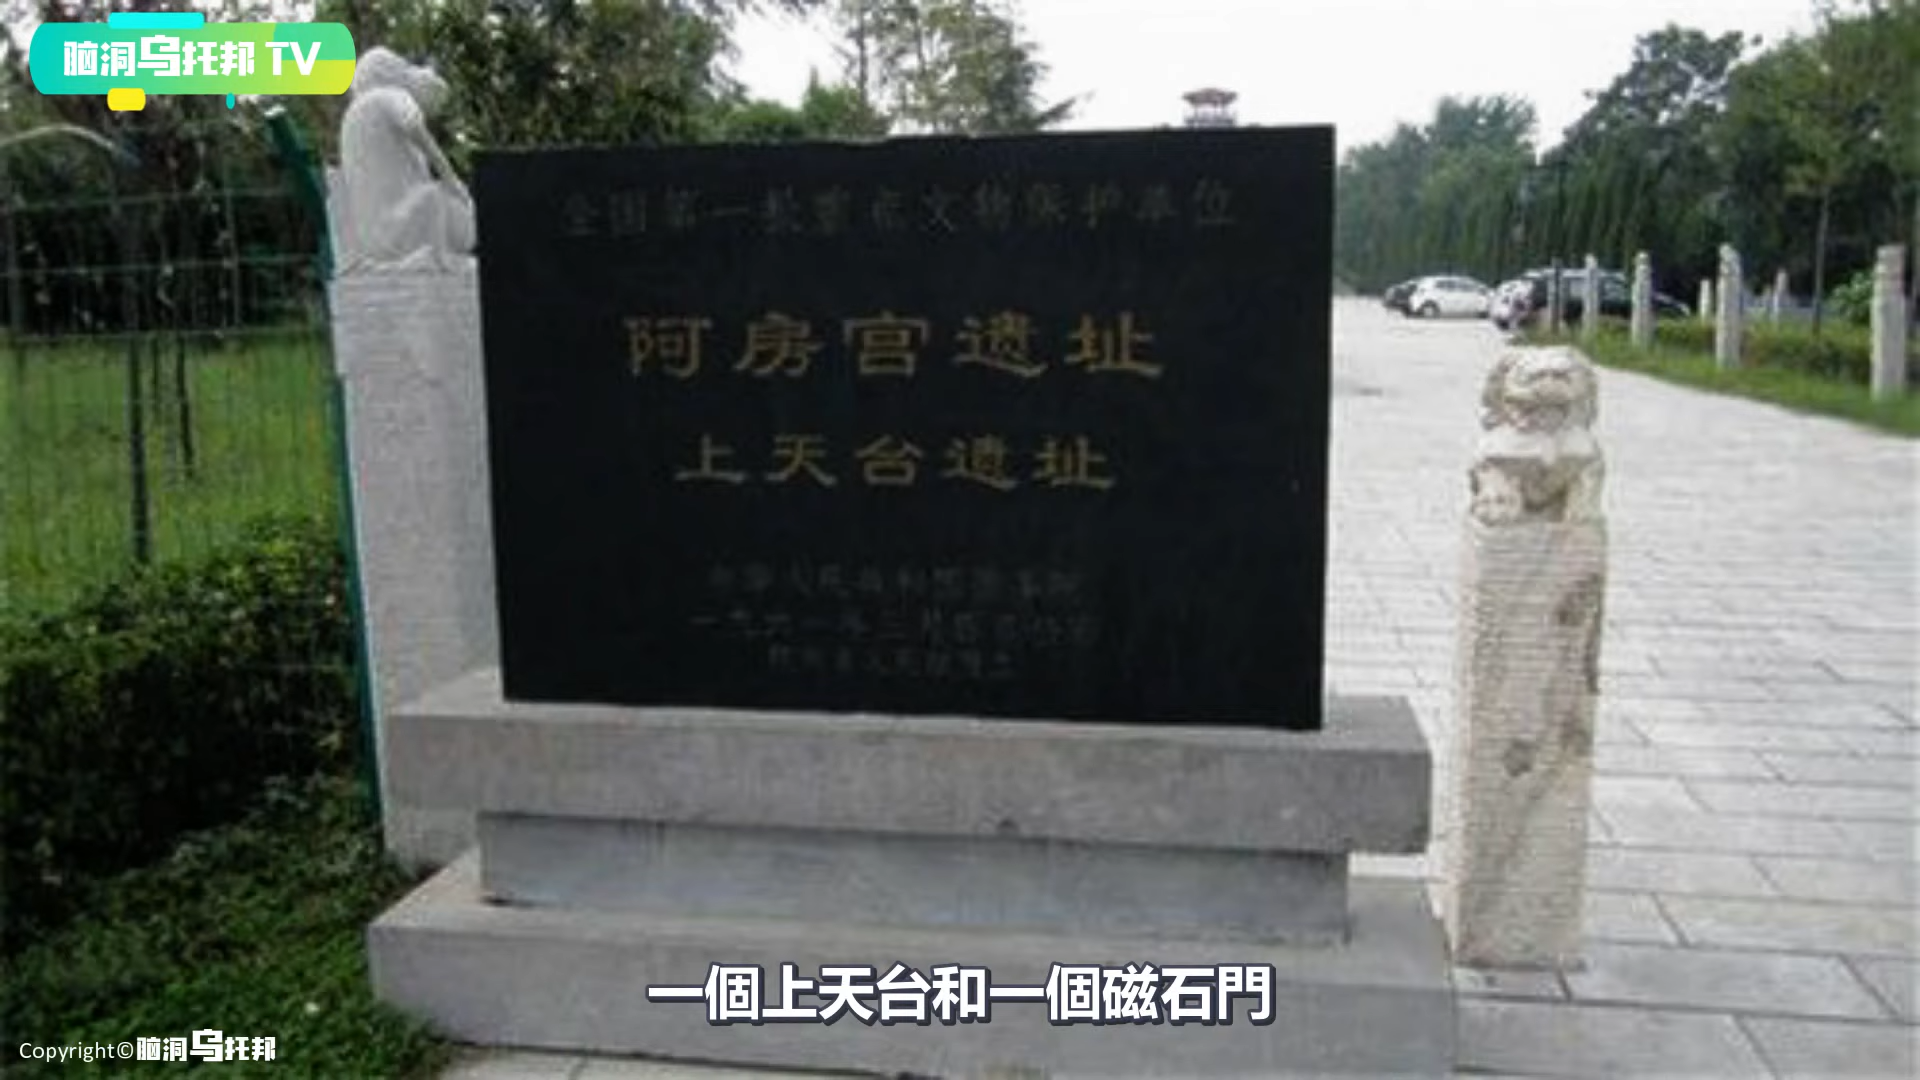 脑洞乌托邦 TV
全国第一批重点文物保护单位
阿房宫遗址
上天台遗址
一個上天台和一個磁石門
Copyright©脑洞乌托邦